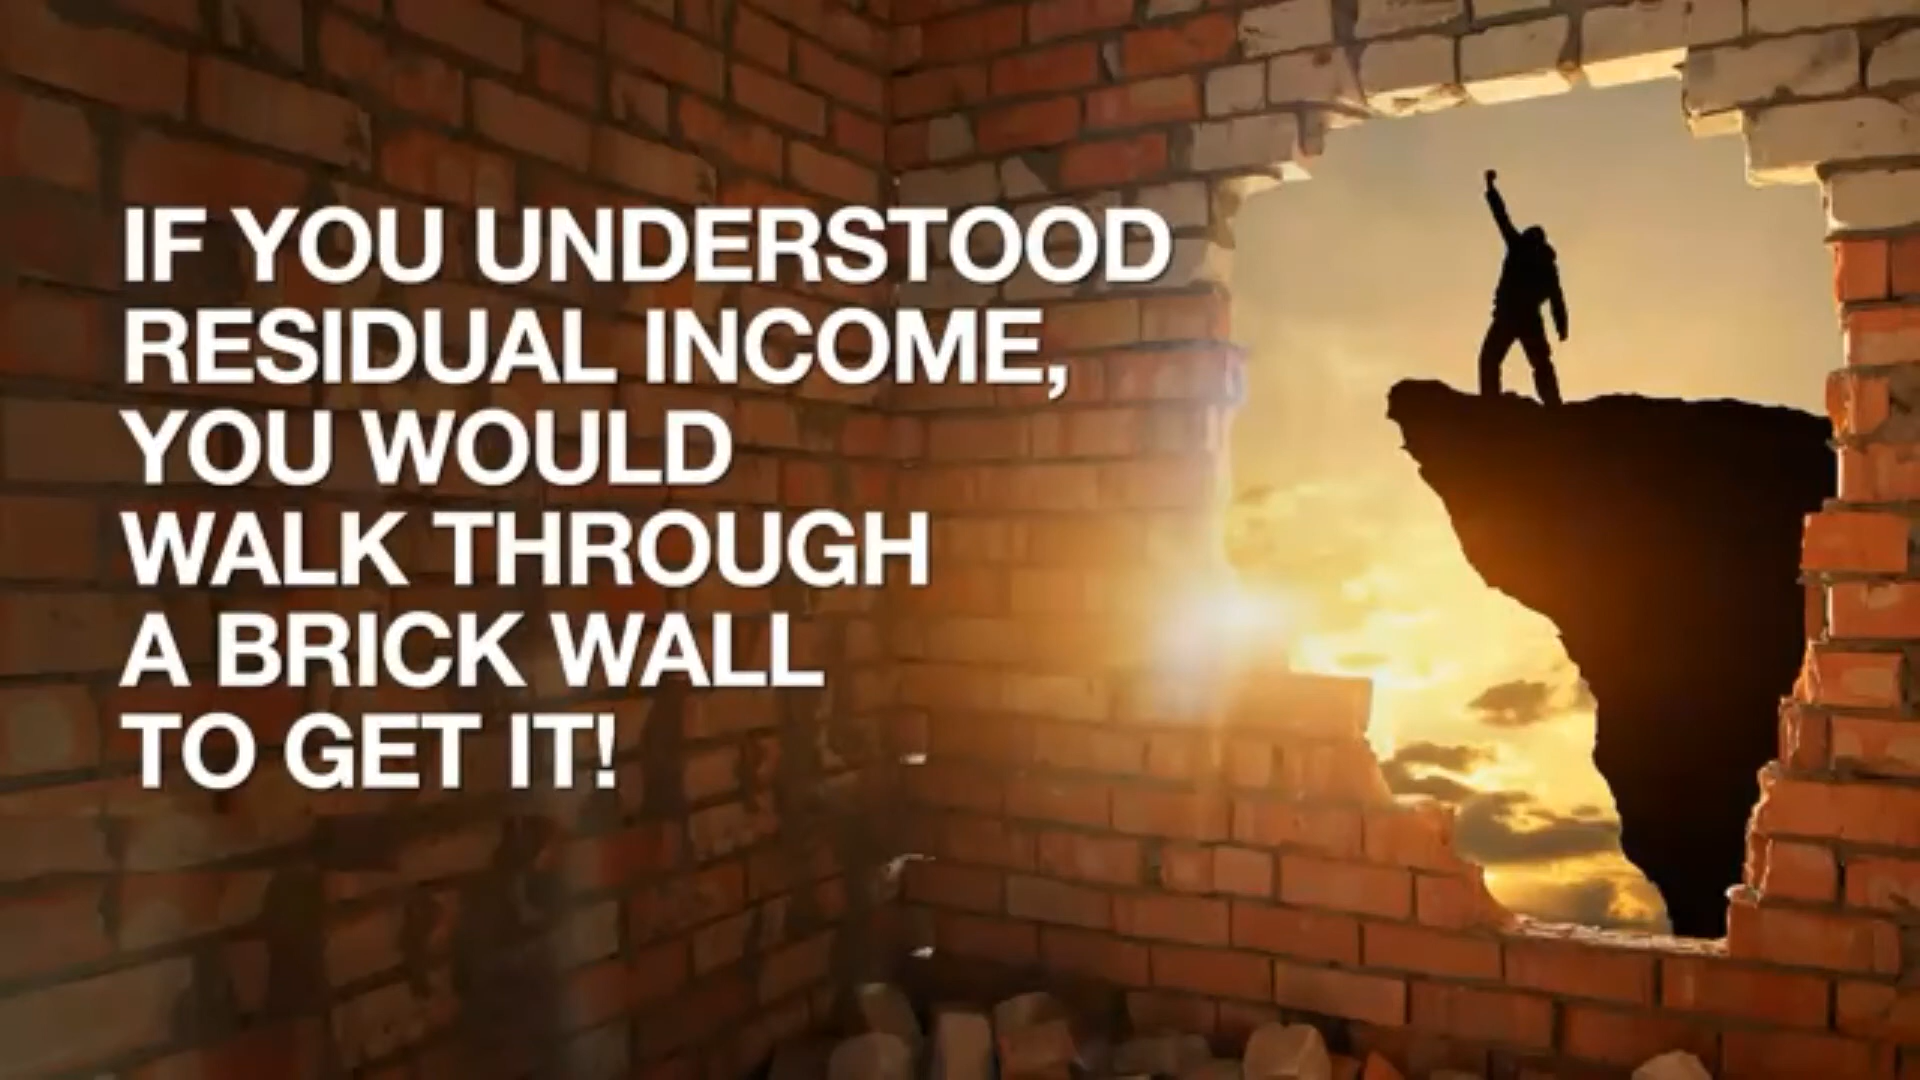 IF YOU UNDERSTOOD
RESIDUAL INCOME,
YOU WOULD
WALK THROUGH
A BRICK WALL
TO GET IT!